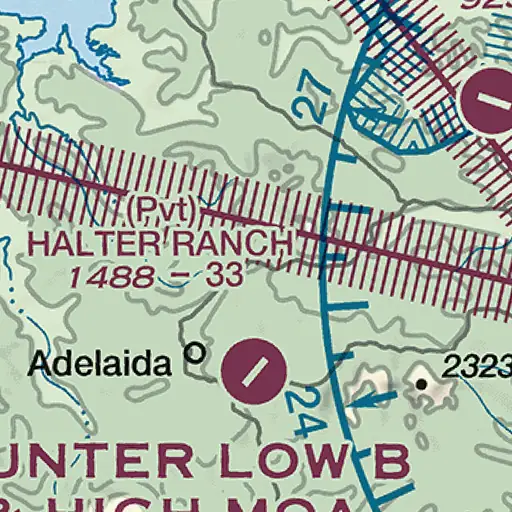 27
(Pvt)
HALTER RANCH
1488 – 33
Adelaida
2323
24
UNTER LOW B
& HIGH MOA